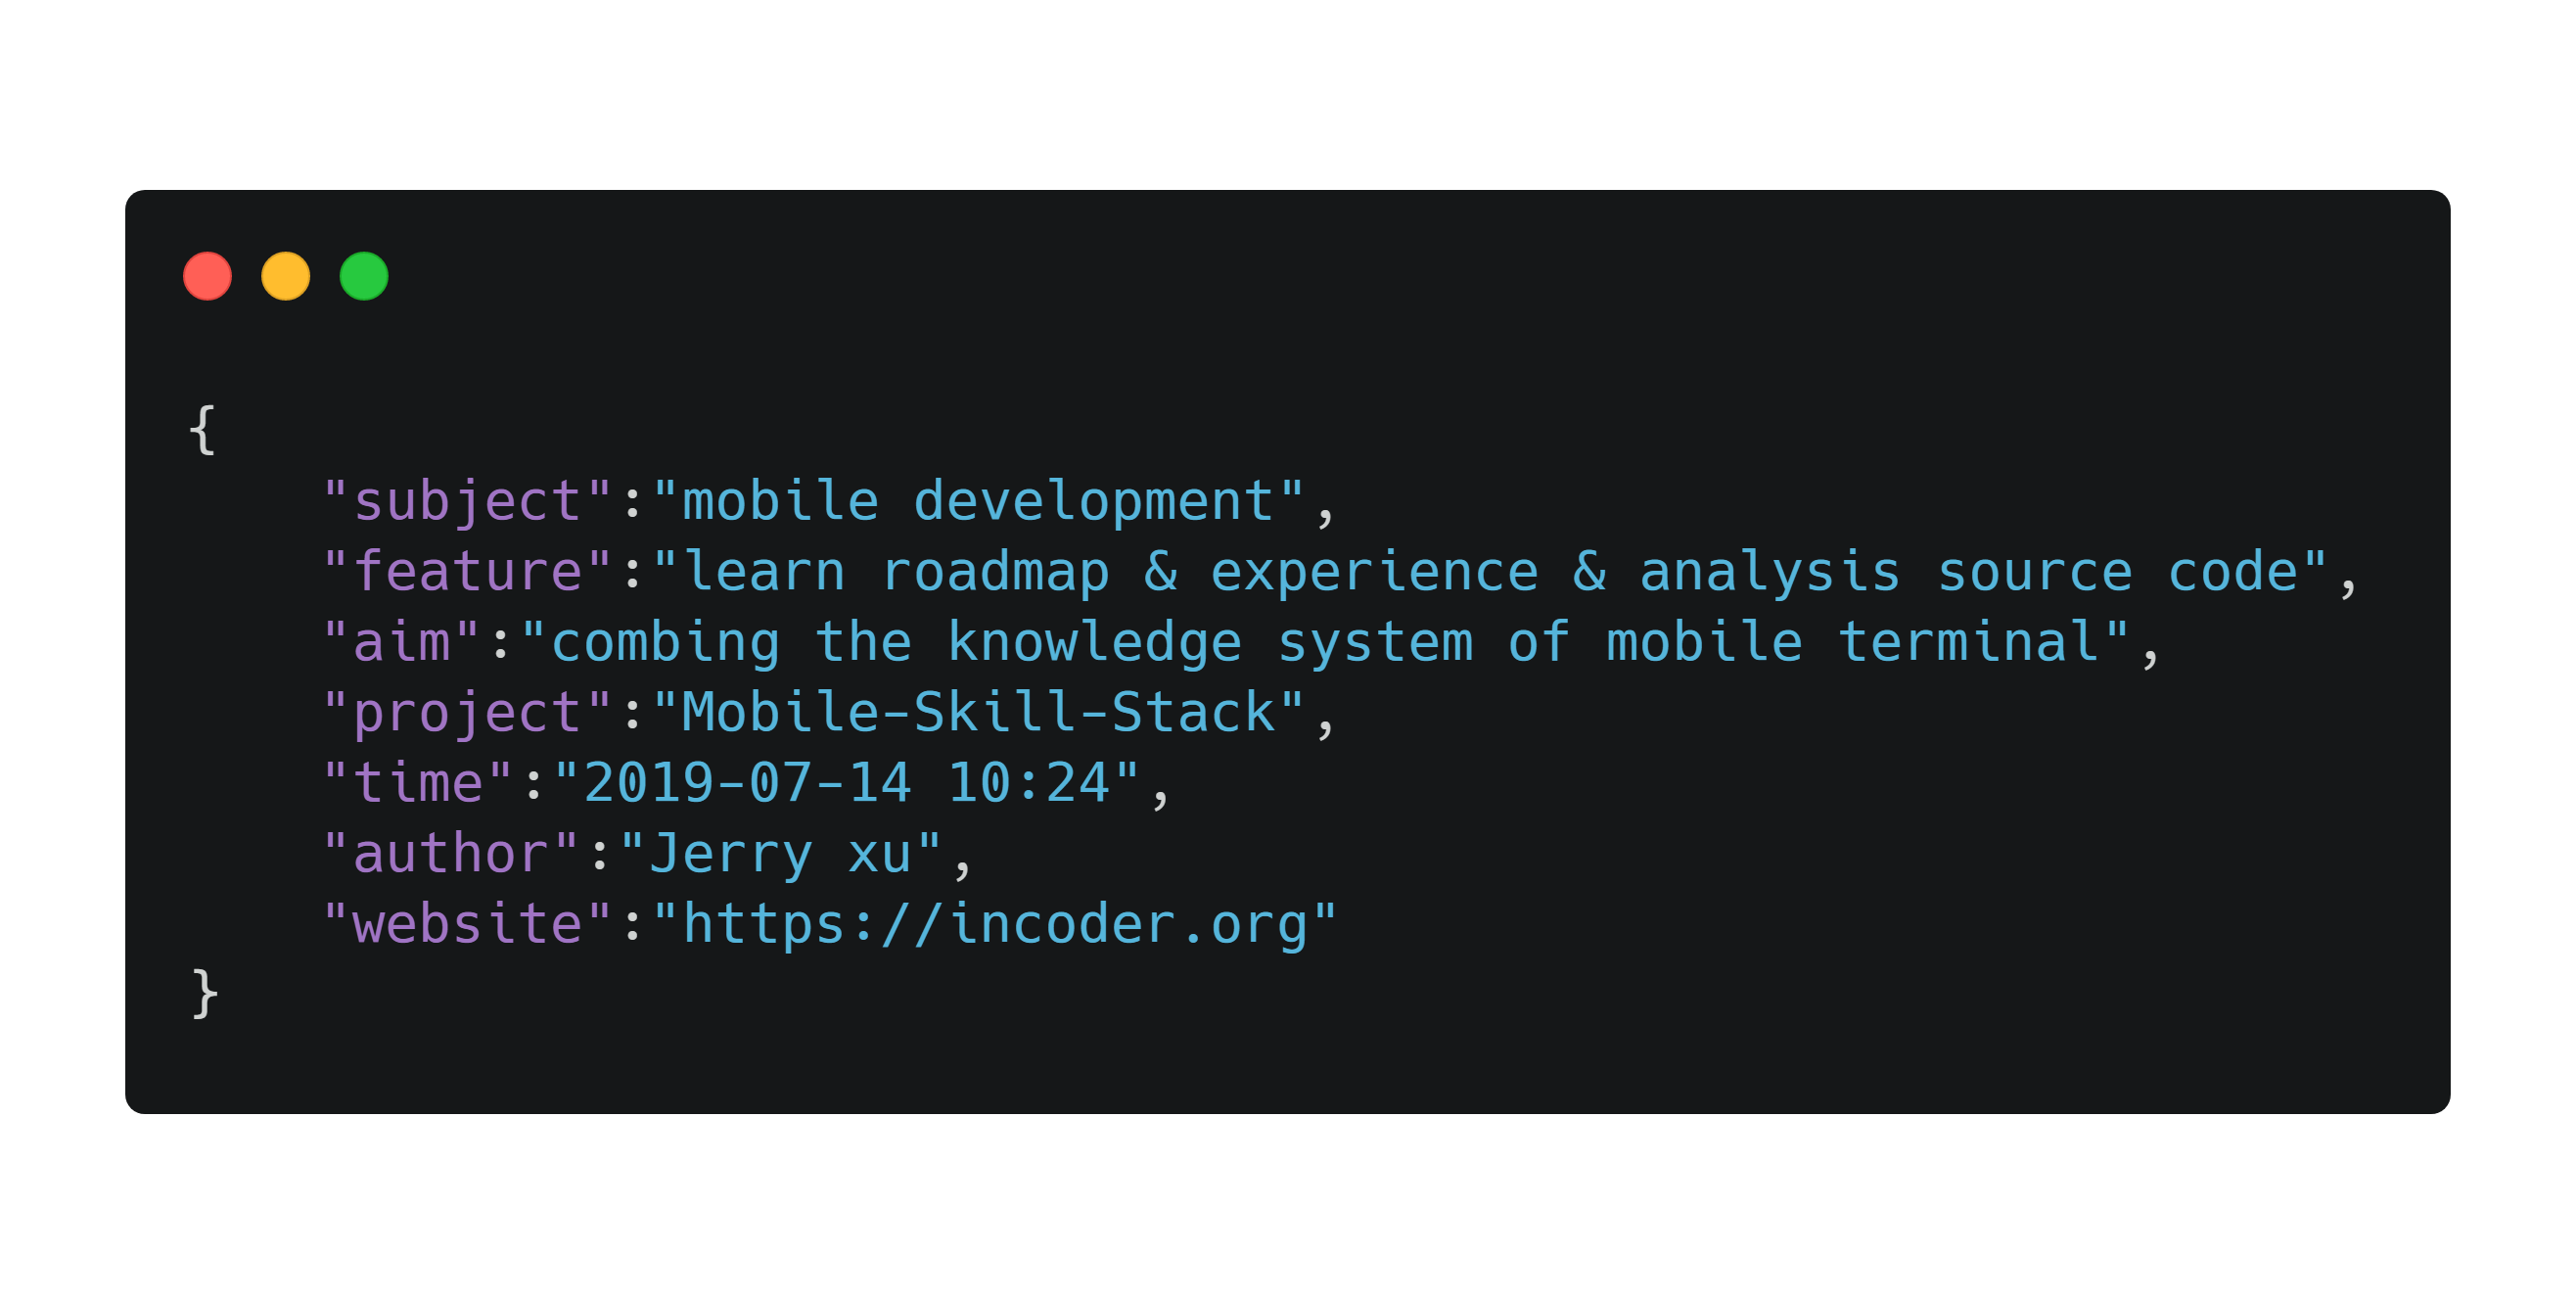 {
    "subject":"mobile development",
    "feature":"learn roadmap & experience & analysis source code",
    "aim":"combing the knowledge system of mobile terminal",
    "project":"Mobile-Skill-Stack",
    "time":"2019-07-14 10:24",
    "author":"Jerry xu",
    "website":"https://incoder.org"
}